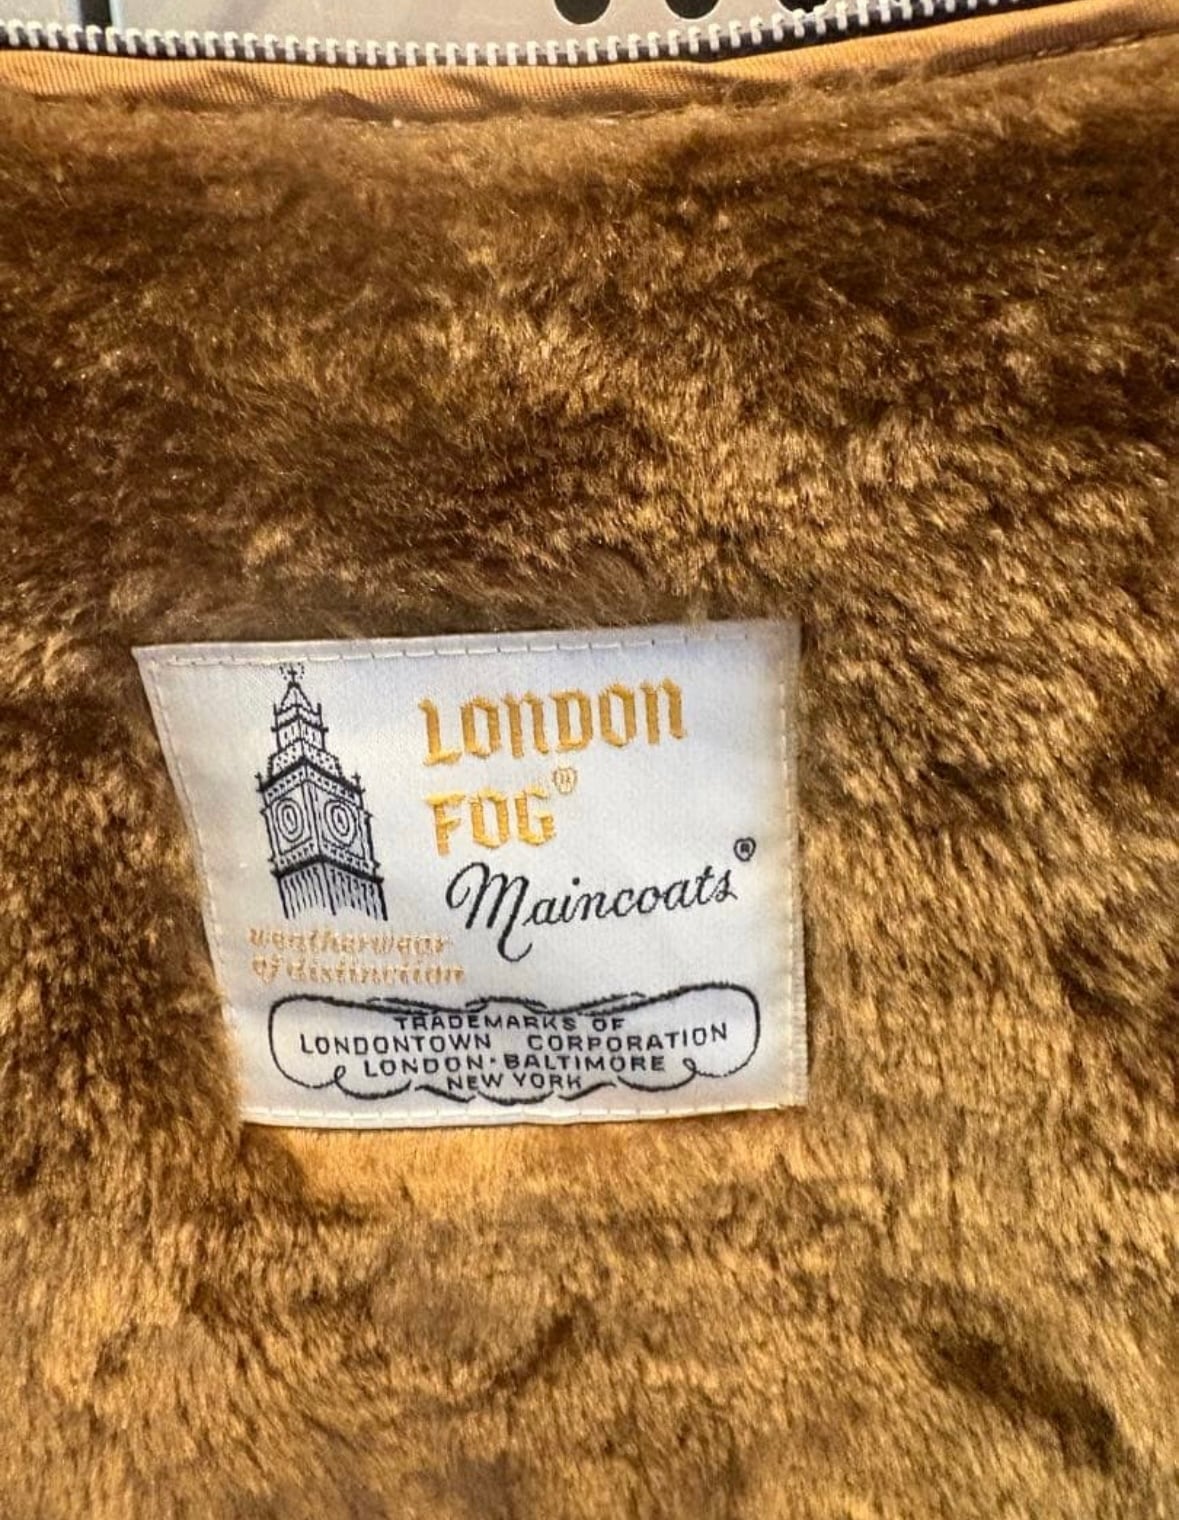 LONDON
FOG®
Maincoats®
weatherwear
of distinction
TRADEMARKS OF
LONDONTOWN CORPORATION
LONDON·BALTIMORE
NEW YORK